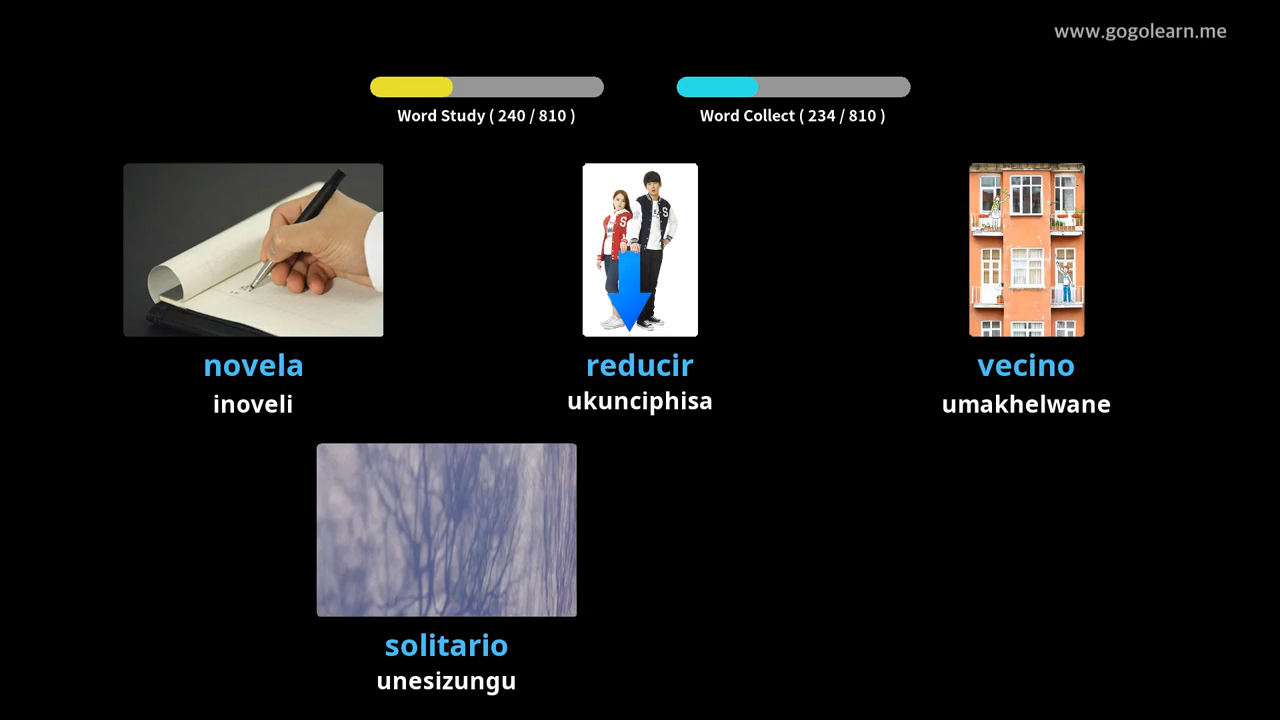 www.gogolearn.me
Word Study ( 240 / 810 )
Word Collect ( 234 / 810 )
novela
inoveli
reducir
ukunciphisa
vecino
umakhelwane
solitario
unesizungu